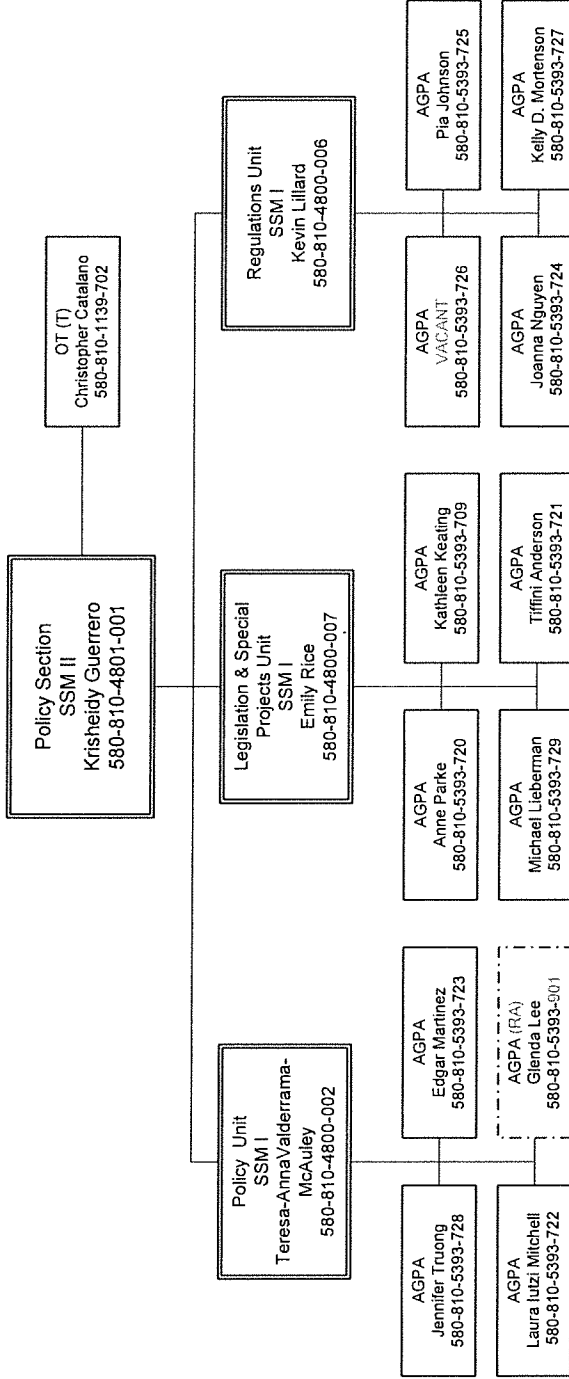 Policy Section
SSM II
Krisheidy Guerrero
580-810-4801-001
OT (T)
Christopher Catalano
580-810-1139-702
Policy Unit
SSM I
Teresa-AnnaValderrama-
McAuley
580-810-4800-002
Legislation & Special
Projects Unit
SSM I
Emily Rice
580-810-4800-007
Regulations Unit
SSM I
Kevin Lillard
580-810-4800-006
AGPA
Jennifer Truong
580-810-5393-728
AGPA
Edgar Martinez
580-810-5393-723
AGPA
Anne Parke
580-810-5393-720
AGPA
Kathleen Keating
580-810-5393-709
AGPA
VACANT
580-810-5393-726
AGPA
Pia Johnson
580-810-5393-725
AGPA
Laura Iutzi Mitchell
580-810-5393-722
AGPA (RA)
Glenda Lee
580-810-5393-901
AGPA
Michael Lieberman
580-810-5393-729
AGPA
Tiffini Anderson
580-810-5393-721
AGPA
Joanna Nguyen
580-810-5393-724
AGPA
Kelly D. Mortenson
580-810-5393-727